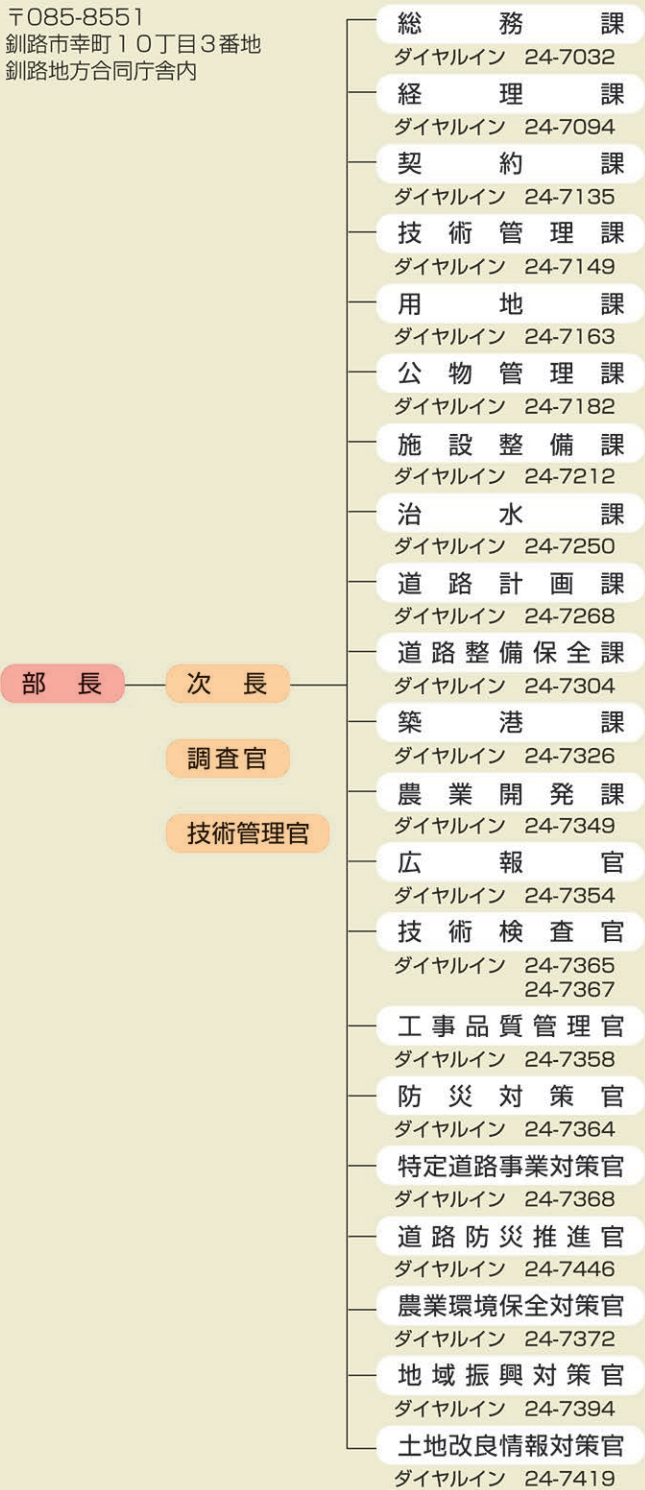 〒085-8551
釧路市幸町10丁目3番地
釧路地方合同庁舎内
部長
次長
調査官
技術管理官
総務課
ダイヤルイン 24-7032
経理課
ダイヤルイン 24-7094
契約課
ダイヤルイン 24-7135
技術管理課
ダイヤルイン 24-7149
用地課
ダイヤルイン 24-7163
公物管理課
ダイヤルイン 24-7182
施設整備課
ダイヤルイン 24-7212
治水課
ダイヤルイン 24-7250
道路計画課
ダイヤルイン 24-7268
道路整備保全課
ダイヤルイン 24-7304
築港課
ダイヤルイン 24-7326
農業開発課
ダイヤルイン 24-7349
広報官
ダイヤルイン 24-7354
技術検査官
ダイヤルイン 24-7365
24-7367
工事品質管理官
ダイヤルイン 24-7358
防災対策官
ダイヤルイン 24-7364
特定道路事業対策官
ダイヤルイン 24-7368
道路防災推進官
ダイヤルイン 24-7446
農業環境保全対策官
ダイヤルイン 24-7372
地域振興対策官
ダイヤルイン 24-7394
土地改良情報対策官
ダイヤルイン 24-7419